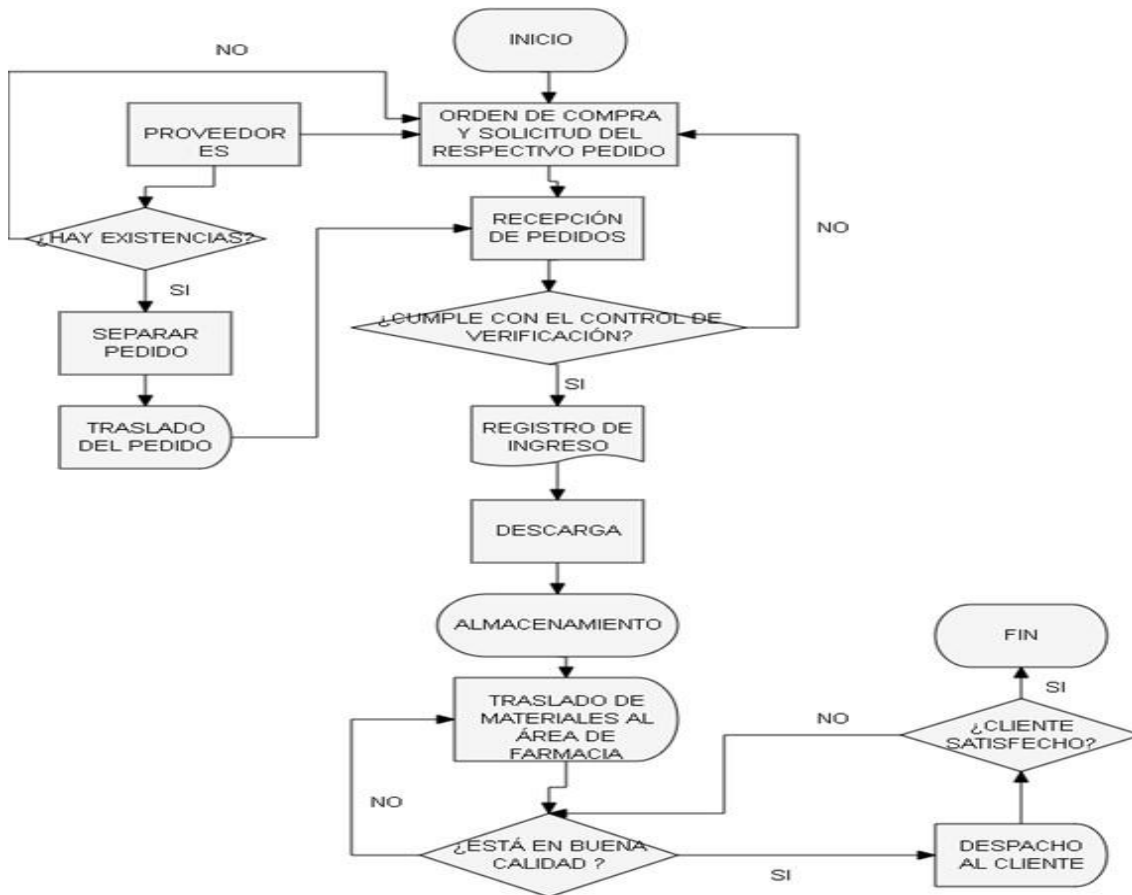 INICIO
NO
ORDEN DE COMPRA
Y SOLICITUD DEL
RESPECTIVO PEDIDO
PROVEEDOR
ES
RECEPCIÓN
DE PEDIDOS
NO
¿HAY EXISTENCIAS?
SI
¿CUMPLE CON EL CONTROL DE
VERIFICACIÓN?
SEPARAR
PEDIDO
SI
TRASLADO
DEL PEDIDO
REGISTRO DE
INGRESO
DESCARGA
ALMACENAMIENTO
FIN
SI
TRASLADO DE
MATERIALES AL
ÁREA DE
FARMACIA
NO
¿CLIENTE
SATISFECHO?
NO
¿ESTÁ EN BUENA
CALIDAD ?
SI
DESPACHO
AL CLIENTE